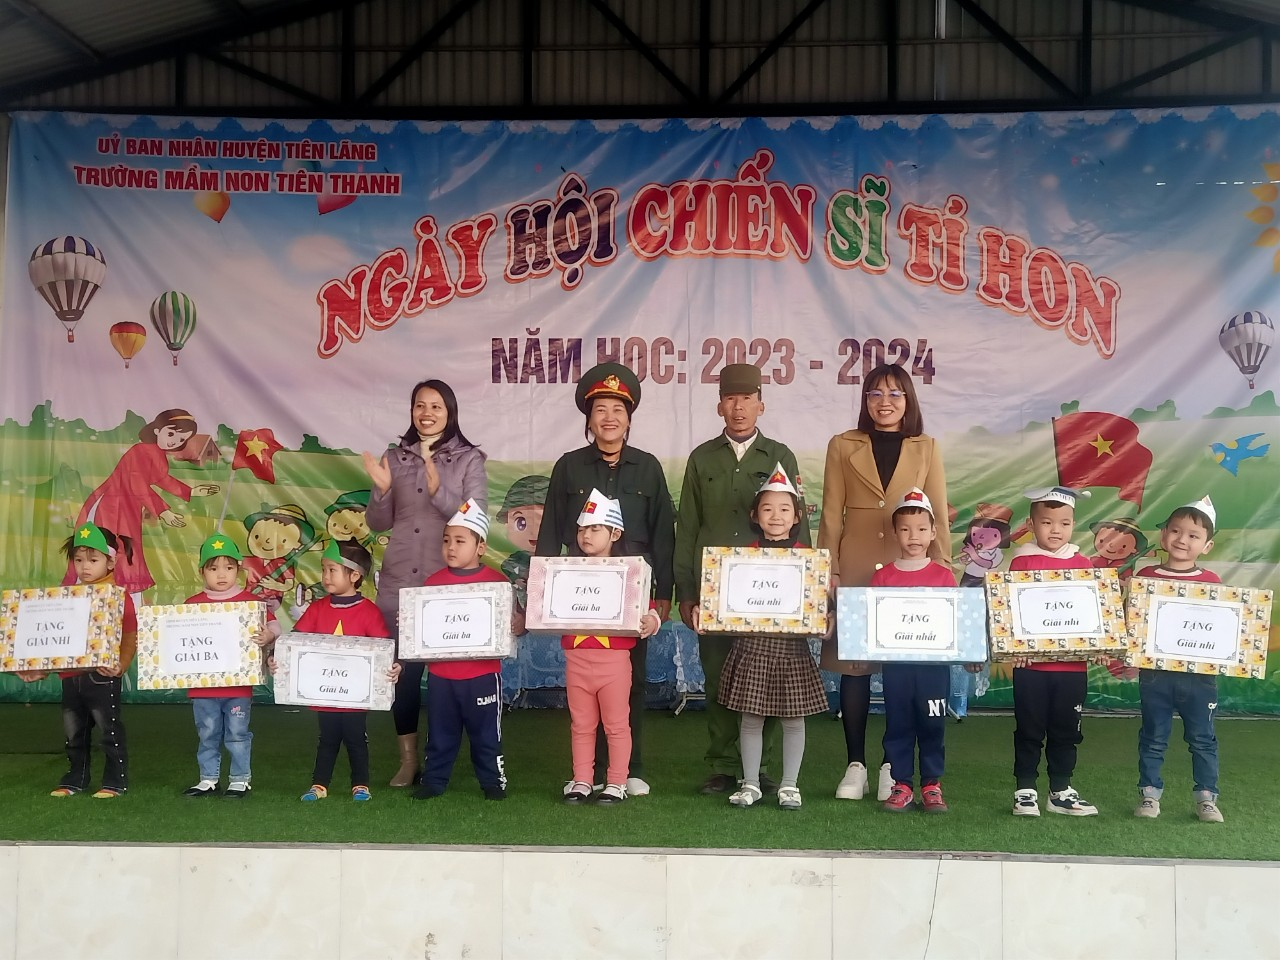 UỶ BAN NHÂN HUYỆN TIÊN LÃNG
TRƯỜNG MẦM NON TIÊN THANH
NGÀY HỘI CHIẾN SĨ TÍ HON
NĂM HỌC: 2023 - 2024
TẶNG
GIẢI NHÌ
TẶNG
GIẢI BA
TẶNG
Giải ba
TẶNG
Giải ba
TẶNG
Giải ba
TẶNG
Giải nhì
TẶNG
Giải nhất
TẶNG
Giải nhì
TẶNG
Giải nhì
NY